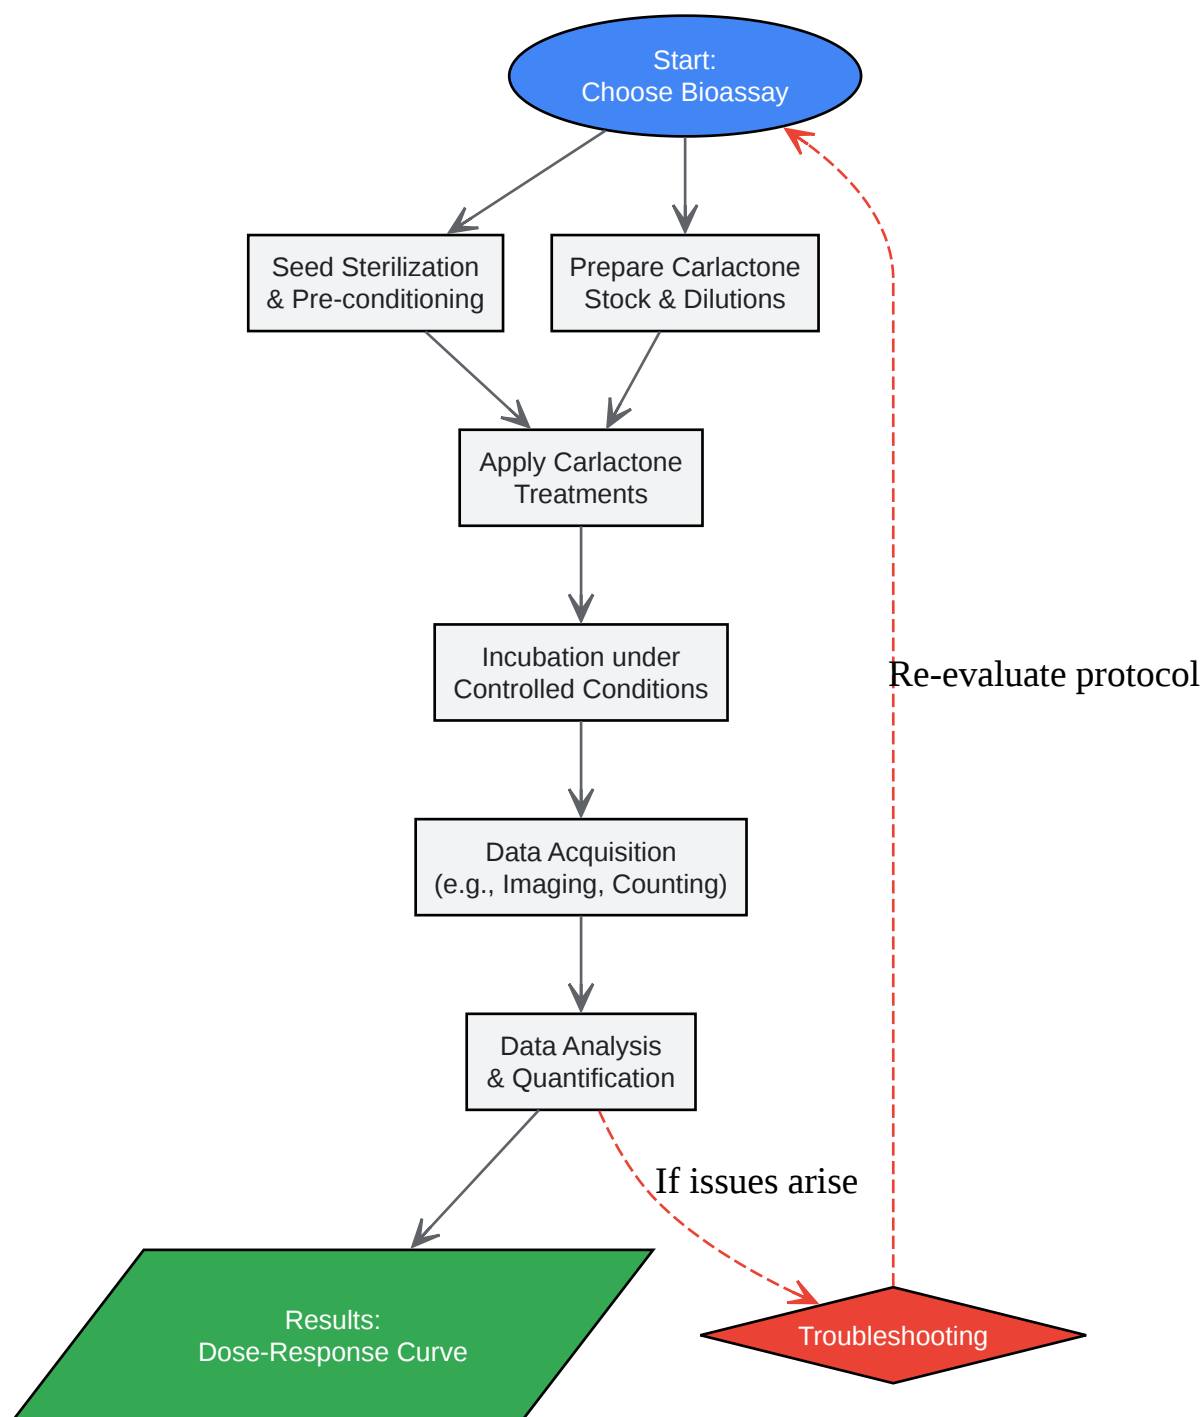 Start:
Choose Bioassay
Seed Sterilization
& Pre-conditioning
Prepare Carlactone
Stock & Dilutions
Apply Carlactone
Treatments
Incubation under
Controlled Conditions
Re-evaluate protocol
Data Acquisition
(e.g., Imaging, Counting)
Data Analysis
& Quantification
If issues arise
Results:
Dose-Response Curve
Troubleshooting